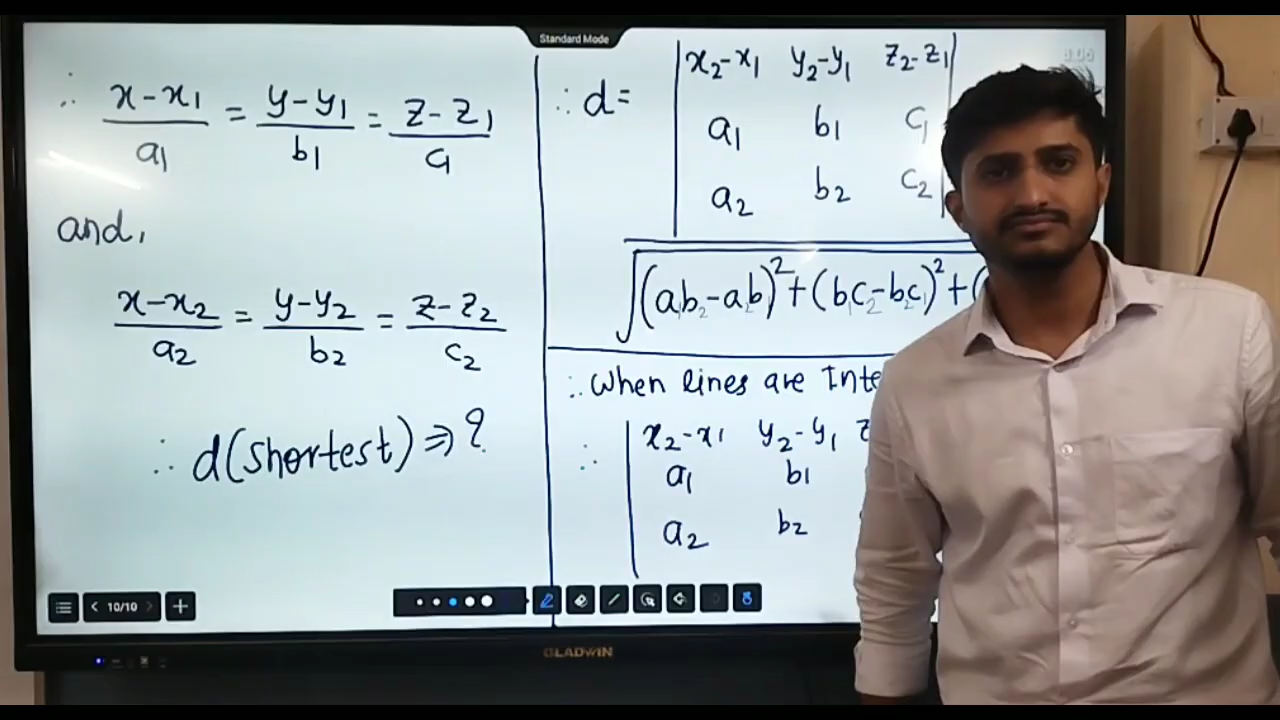 Standard Mode
∴ x-x₁/a₁ = y-y₁/b₁ = z-z₁/c₁
and,
x-x₂/a₂ = y-y₂/b₂ = z-z₂/c₂
∴ d(shortest) ⇒ ?
x₂-x₁ y₂-y₁ z₂-z₁
∴ d =
a₁ b₁ c₁
a₂ b₂ c₂
√(a₁b₂-a₂b₁)²+(b₁c₂-b₂c₁)²+(
∴ When lines are Inte
x₂-x₁ y₂-y₁ z
∴ a₁ b₁
a₂ b₂
10/10
GLADWIN